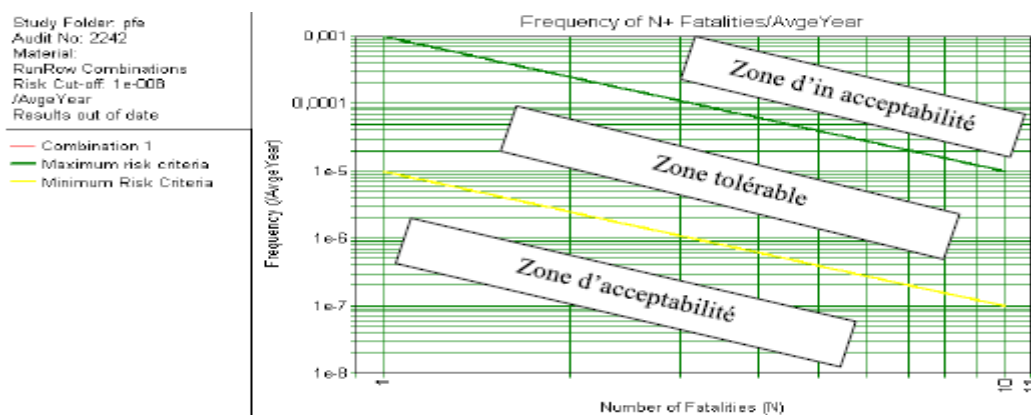 Study Folder: pfe
Audit No: 2242
Material:
RunRow Combinations
Risk Cut-off: 1e-008
/AvgeYear
Results out of date
Combination 1
Maximum risk criteria
Minimum Risk Criteria
Frequency of N+ Fatalities/AvgeYear
Frequency (/AvgeYear)
0,001
0,0001
1e-5
1e-6
1e-7
1e-8
Zone d'in acceptabilité
Zone tolérable
Zone d'acceptabilité
1
10
11
Number of Fatalities (N)